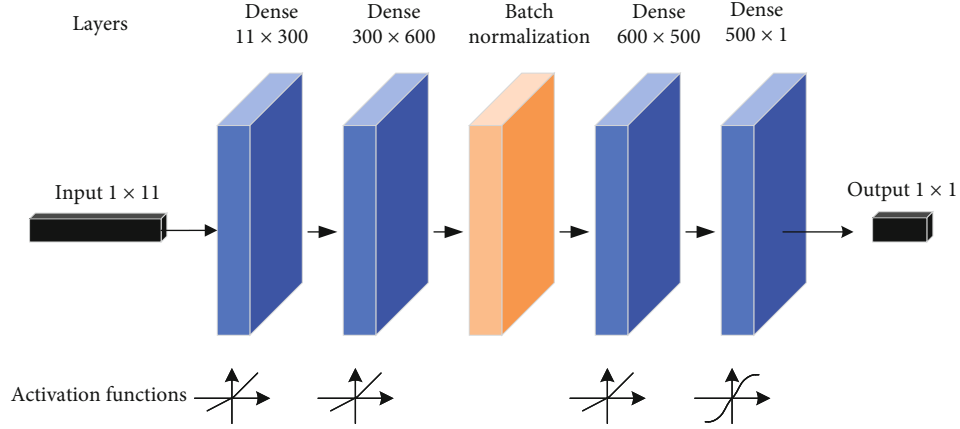 Layers
Dense
11 × 300
Dense
300 × 600
Batch
normalization
Dense
600 × 500
Dense
500 × 1
Input 1 × 11
Output 1 × 1
Activation functions